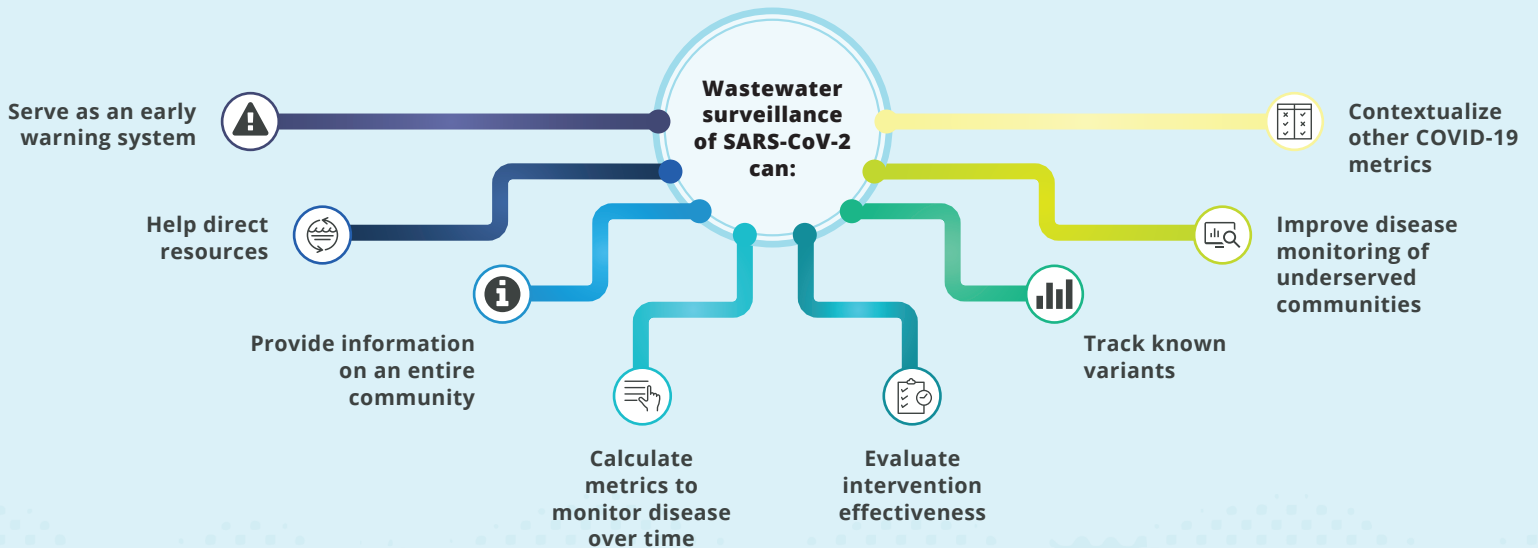 Wastewater
surveillance
of SARS-CoV-2
can:
Serve as an early
warning system
Help direct
resources
Provide information
on an entire
community
Calculate
metrics to
monitor disease
over time
Evaluate
intervention
effectiveness
Track known
variants
Improve disease
monitoring of
underserved
communities
Contextualize
other COVID-19
metrics